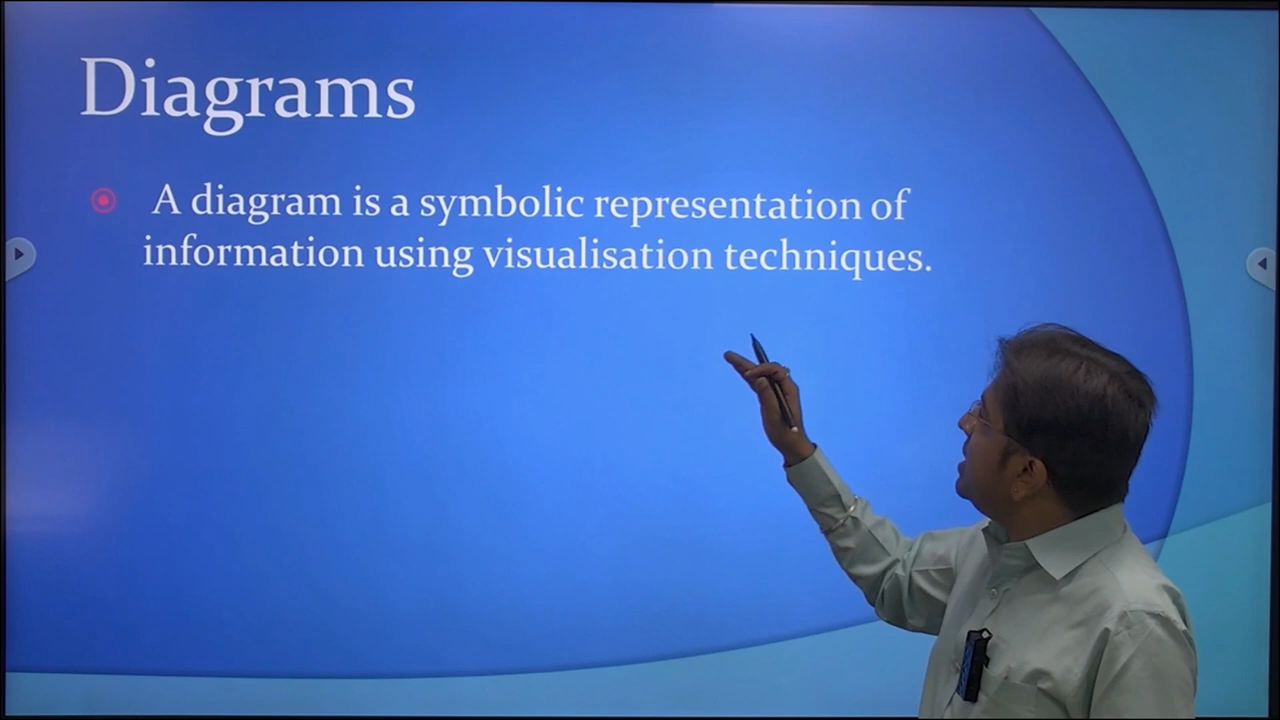 Diagrams
A diagram is a symbolic representation of
information using visualisation techniques.